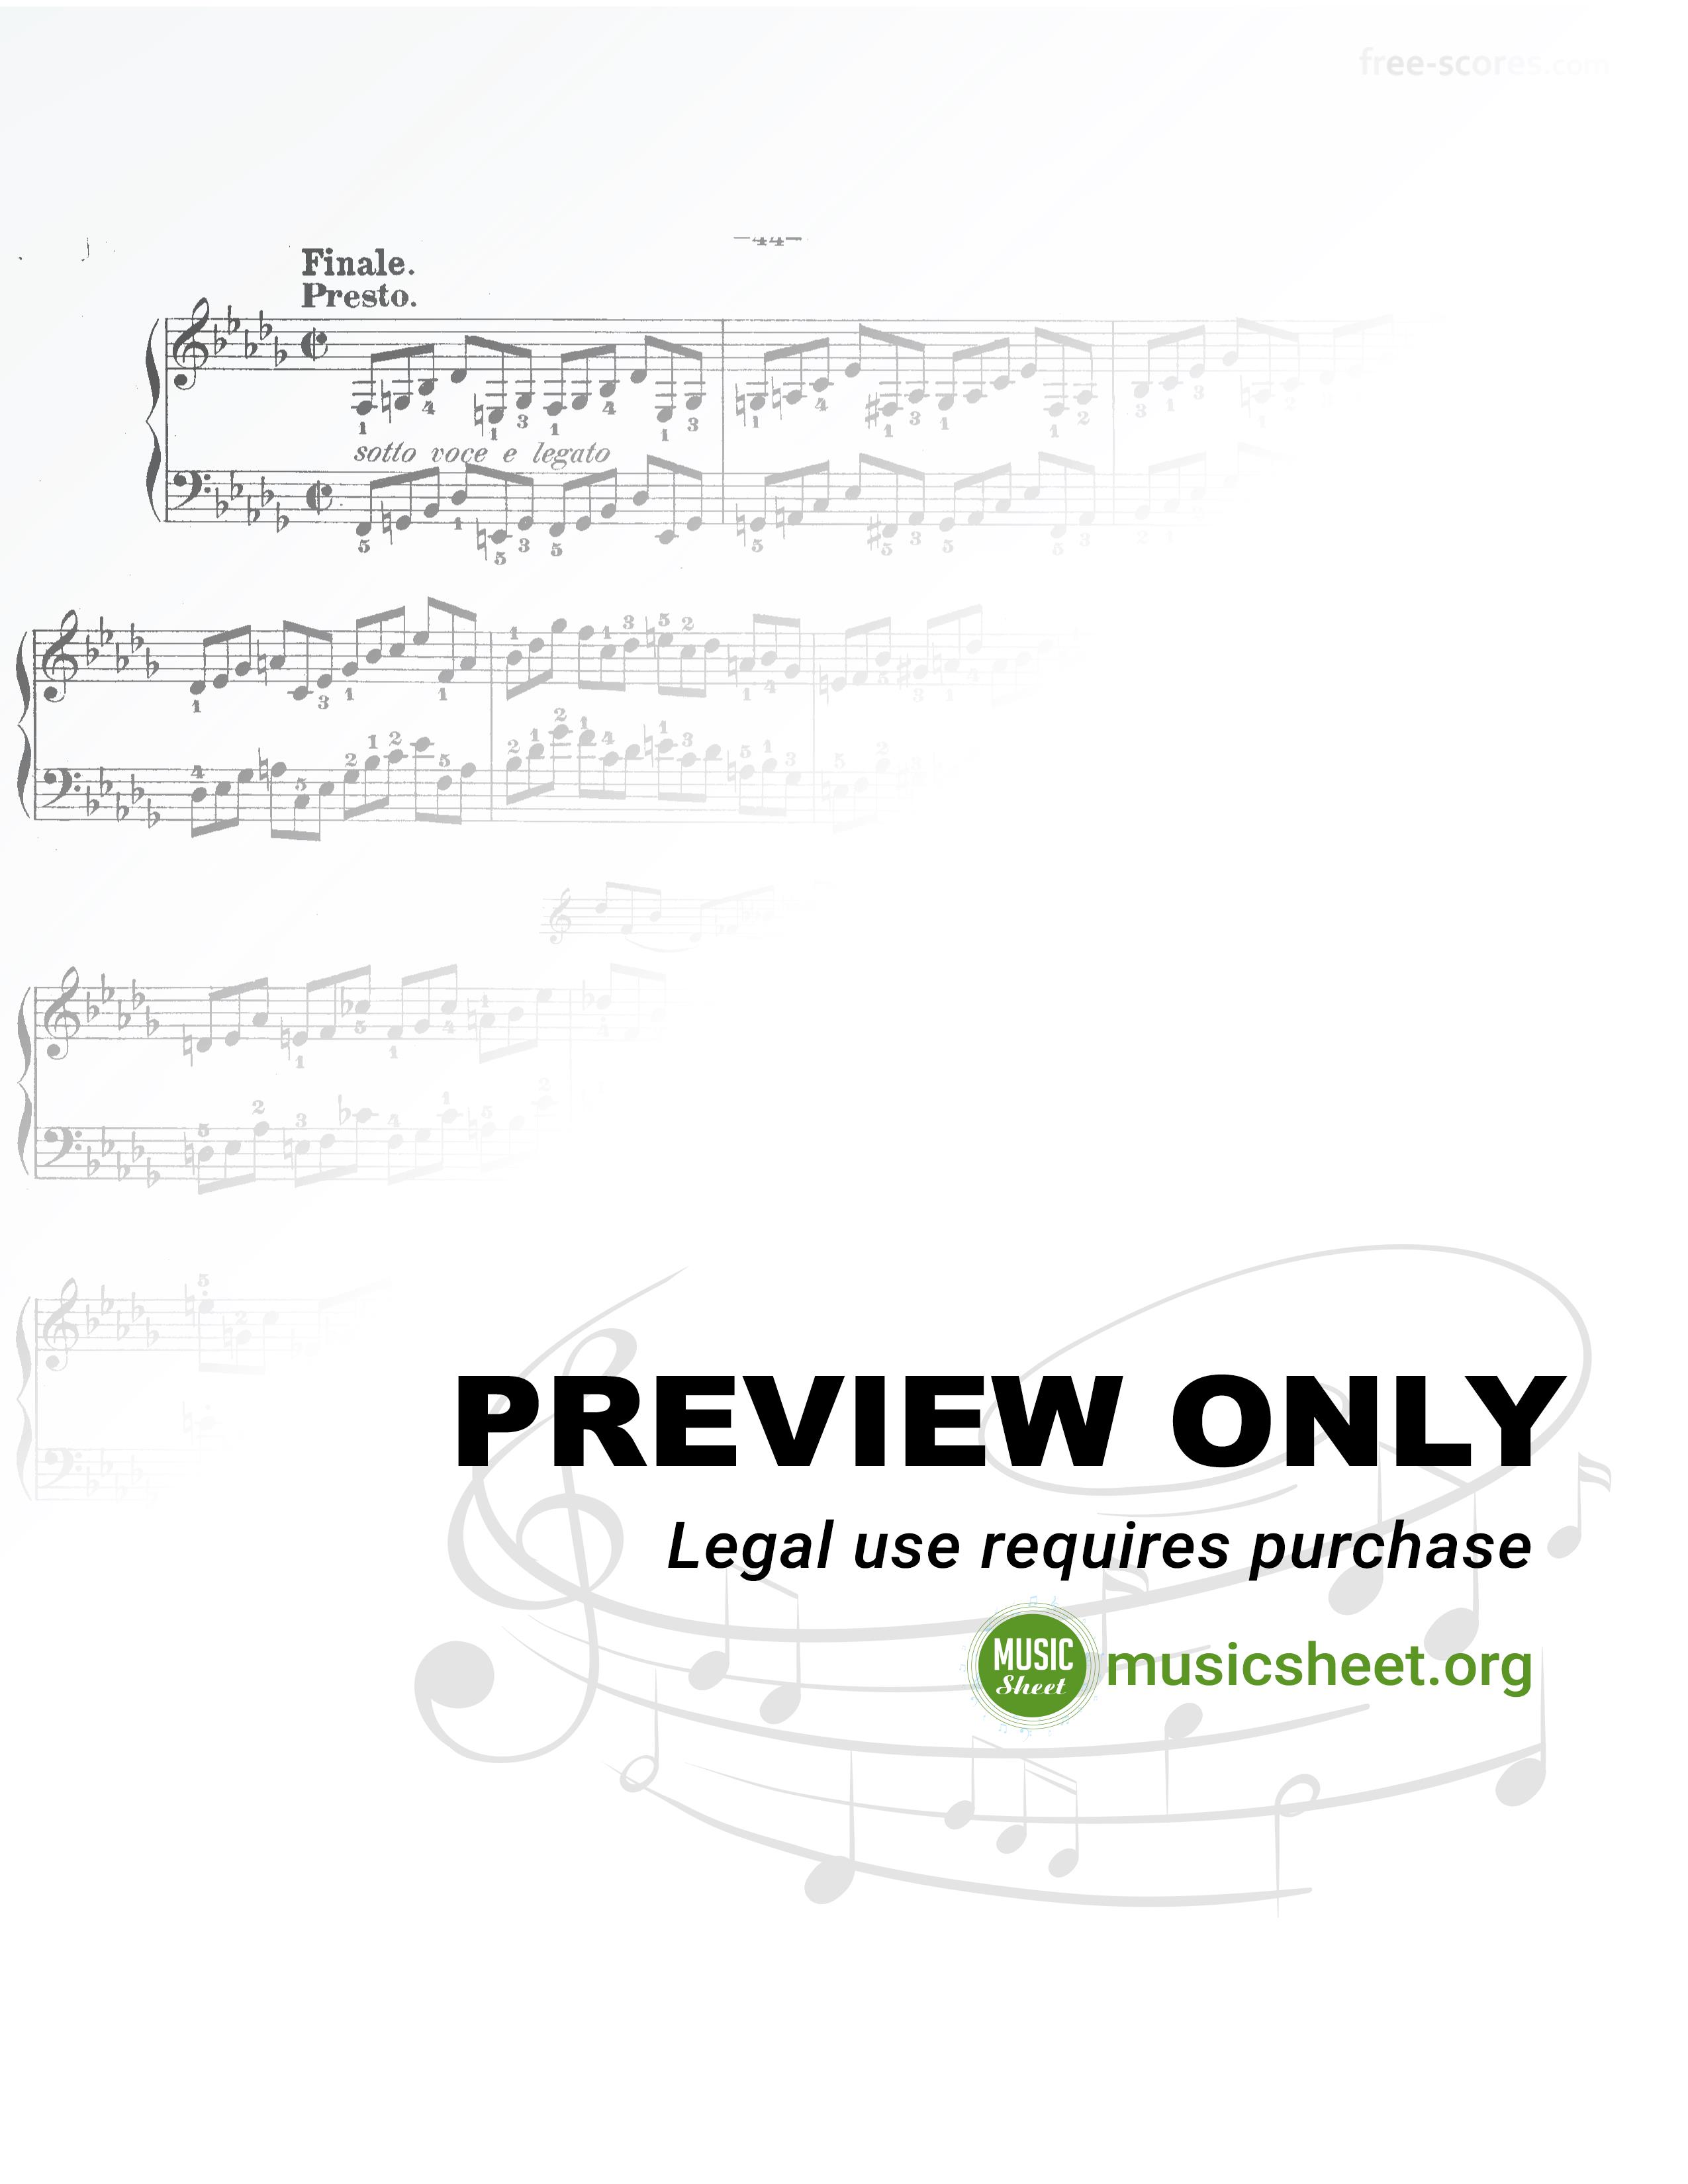 free-scores.com
–44–
Finale.
Presto.
sotto voce e legato
PREVIEW ONLY
Legal use requires purchase
MUSIC
Sheet
musicsheet.org